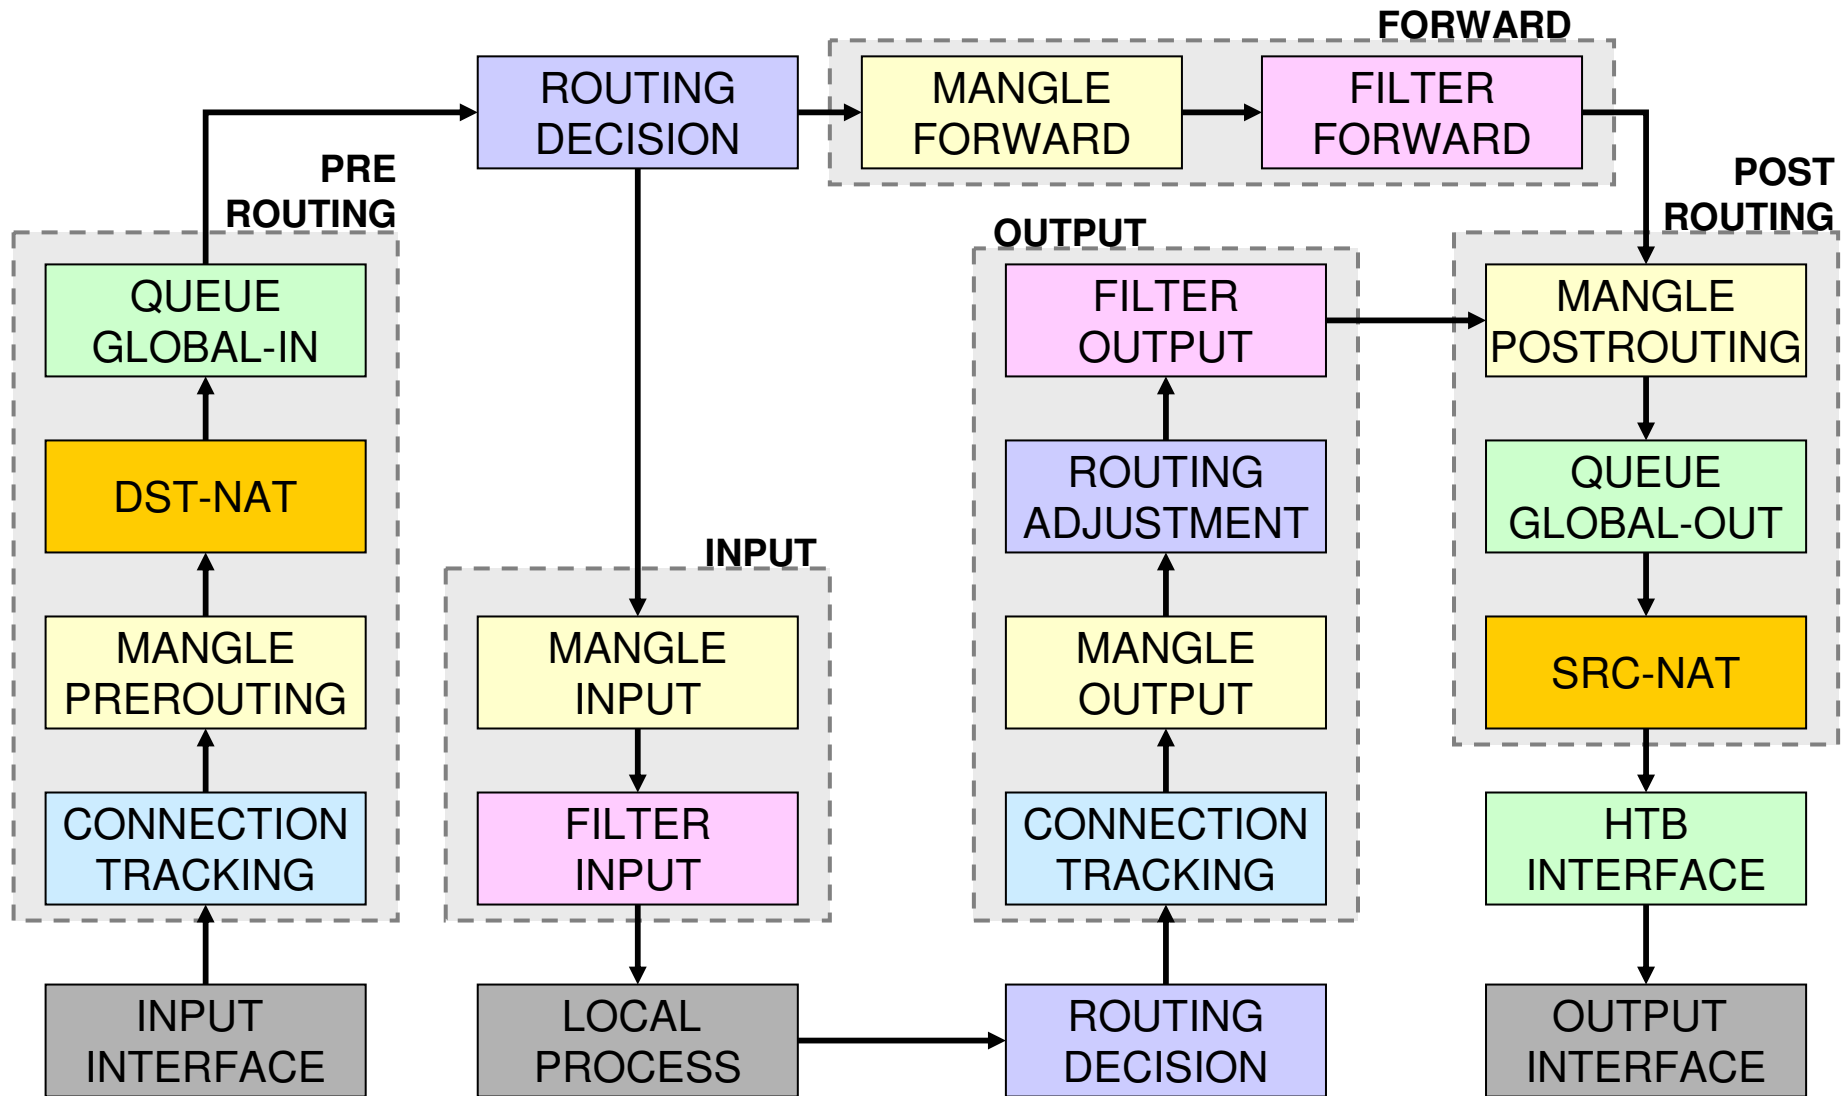 FORWARD
ROUTING
DECISION
MANGLE
FORWARD
FILTER
FORWARD
PRE
ROUTING
POST
ROUTING
OUTPUT
QUEUE
GLOBAL-IN
FILTER
OUTPUT
MANGLE
POSTROUTING
DST-NAT
ROUTING
ADJUSTMENT
QUEUE
GLOBAL-OUT
INPUT
MANGLE
PREROUTING
MANGLE
INPUT
MANGLE
OUTPUT
SRC-NAT
CONNECTION
TRACKING
FILTER
INPUT
CONNECTION
TRACKING
HTB
INTERFACE
INPUT
INTERFACE
LOCAL
PROCESS
ROUTING
DECISION
OUTPUT
INTERFACE